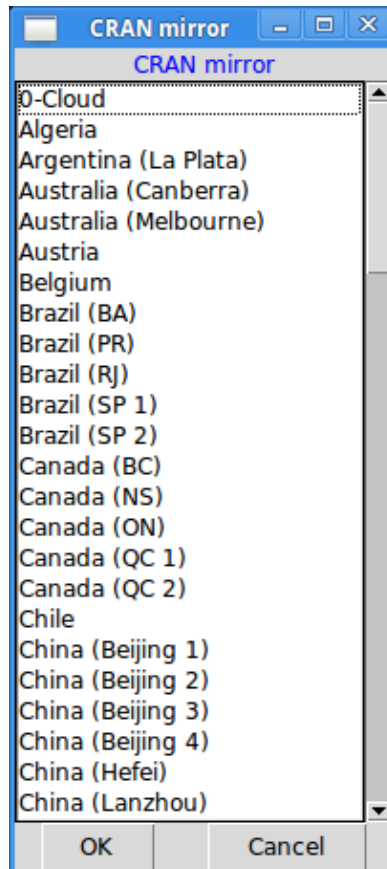 CRAN mirror
CRAN mirror
0-Cloud
Algeria
Argentina (La Plata)
Australia (Canberra)
Australia (Melbourne)
Austria
Belgium
Brazil (BA)
Brazil (PR)
Brazil (RJ)
Brazil (SP 1)
Brazil (SP 2)
Canada (BC)
Canada (NS)
Canada (ON)
Canada (QC 1)
Canada (QC 2)
Chile
China (Beijing 1)
China (Beijing 2)
China (Beijing 3)
China (Beijing 4)
China (Hefei)
China (Lanzhou)
OK Cancel